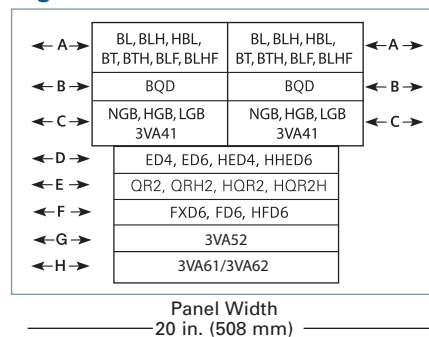 A BL, BLH, HBL, BL, BLH, HBL, A
BT, BTH, BLF, BLHF BT, BTH, BLF, BLHF
B BQD BQD B
C NGB, HGB, LGB NGB, HGB, LGB C
3VA41 3VA41
D ED4, ED6, HED4, HHED6
E QR2, QRH2, HQR2, HQR2H
F FXD6, FD6, HFD6
G 3VA52
H 3VA61/3VA62
Panel Width
20 in. (508 mm)